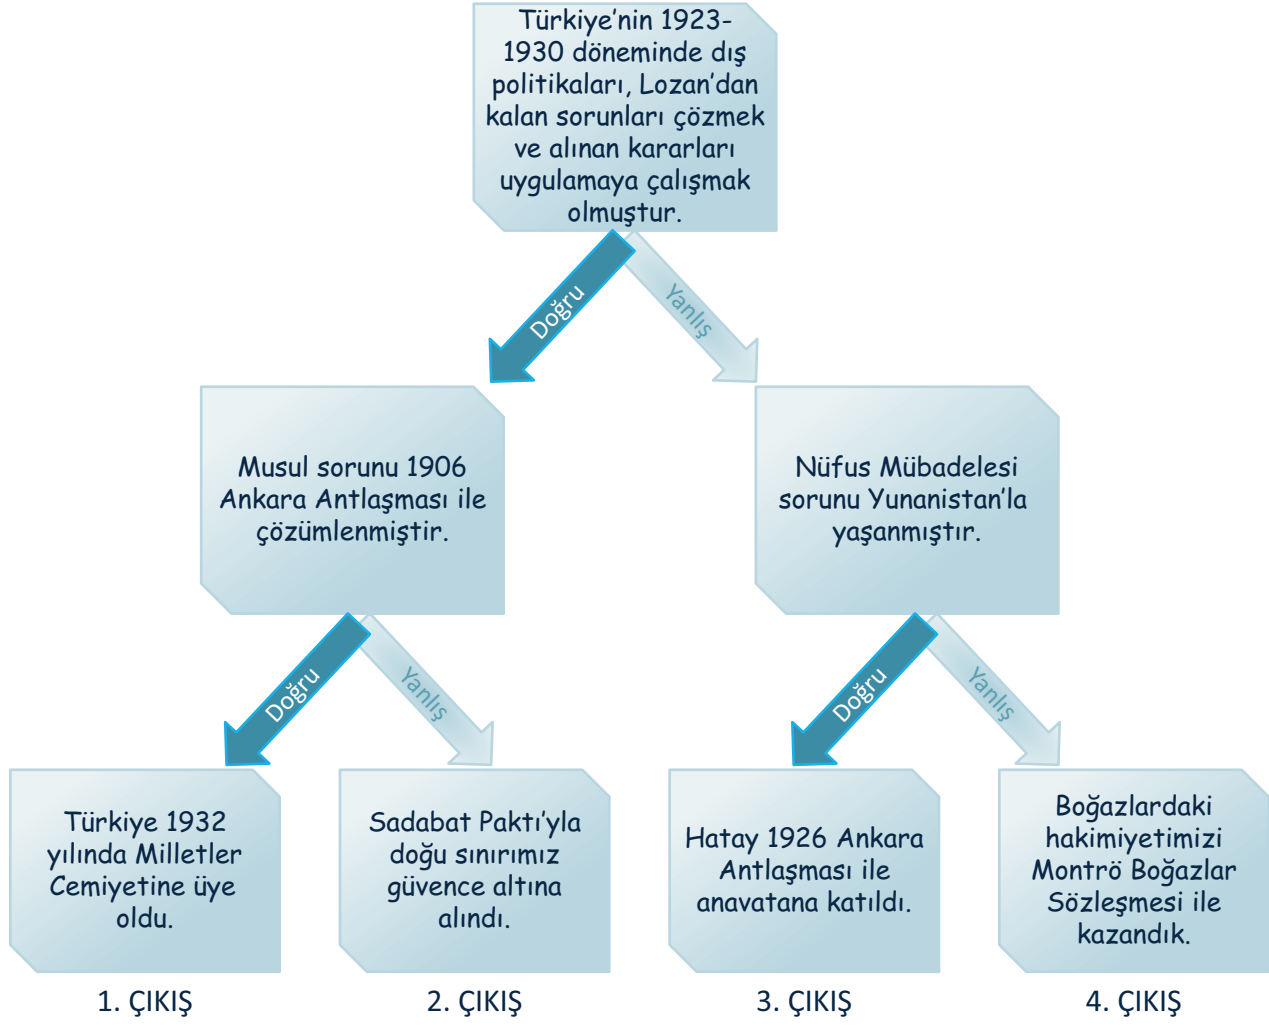 Türkiye'nin 1923-
1930 döneminde dış
politikaları, Lozan'dan
kalan sorunları çözmek
ve alınan kararları
uygulamaya çalışmak
olmuştur.
Doğru
Yanlış
Musul sorunu 1906
Ankara Antlaşması ile
çözümlenmiştir.
Nüfus Mübadelesi
sorunu Yunanistan'la
yaşanmıştır.
Doğru
Yanlış
Doğru
Yanlış
Türkiye 1932
yılında Milletler
Cemiyetine üye
oldu.
Sadabat Paktı'yla
doğu sınırımız
güvence altına
alındı.
Hatay 1926 Ankara
Antlaşması ile
anavatana katıldı.
Boğazlardaki
hakimiyetimizi
Montrö Boğazlar
Sözleşmesi ile
kazandık.
1. ÇIKIŞ
2. ÇIKIŞ
3. ÇIKIŞ
4. ÇIKIŞ